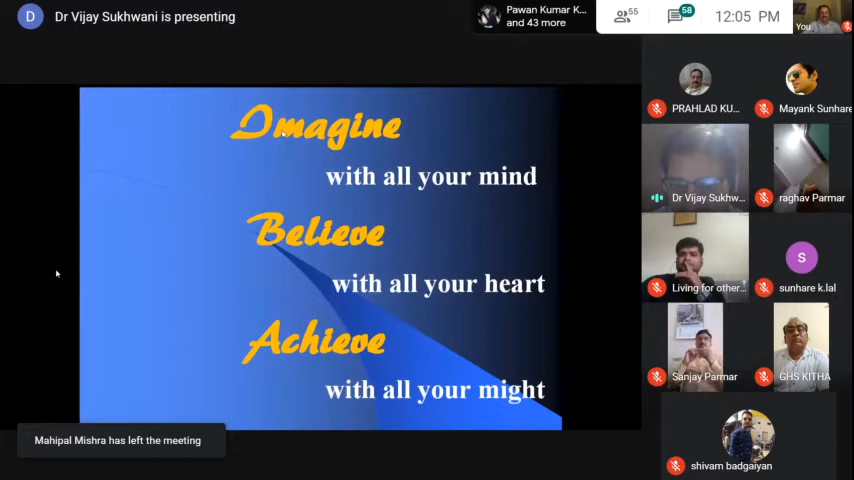 D
Dr Vijay Sukhwani is presenting
Pawan Kumar K...
and 43 more
55
58
12:05 PM
You
Imagine
with all your mind
Believe
with all your heart
Achieve
with all your might
PRAHLAD KU...
Mayank Sunhare
Dr Vijay Sukhw...
raghav Parmar
Living for other...
S
sunhare k.lal
Sanjay Parmar
GHS KITHA
shivam badgaiyan
Mahipal Mishra has left the meeting